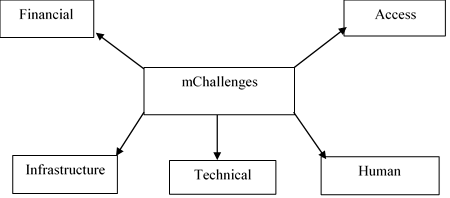 Financial
Access
mChallenges
Infrastructure
Technical
Human